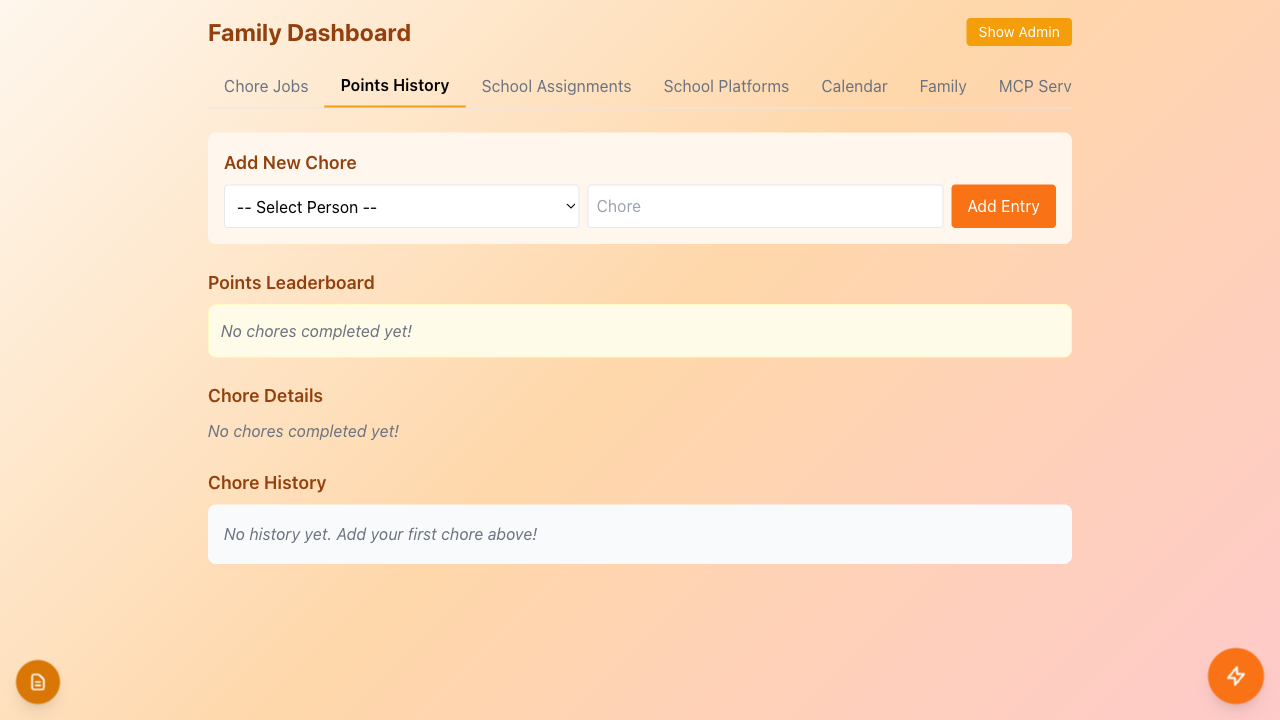 Family Dashboard
Show Admin
Chore Jobs
Points History
School Assignments
School Platforms
Calendar
Family
MCP Serv
Add New Chore
-- Select Person --
Chore
Add Entry
Points Leaderboard
No chores completed yet!
Chore Details
No chores completed yet!
Chore History
No history yet. Add your first chore above!